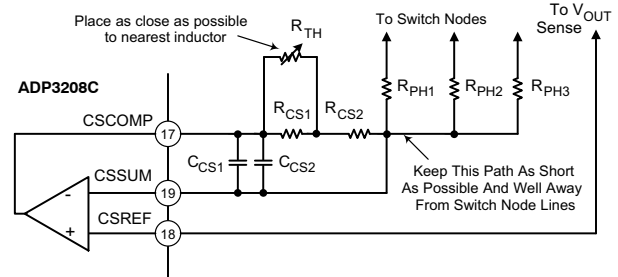 Place as close as possible
to nearest inductor
RTH
To Switch Nodes
To VOUT
Sense
ADP3208C
RPH1
RPH2
RPH3
CSCOMP
17
RCS1
RCS2
CCS1
CCS2
Keep This Path As Short
As Possible And Well Away
From Switch Node Lines
CSSUM
19
-
CSREF
18
+